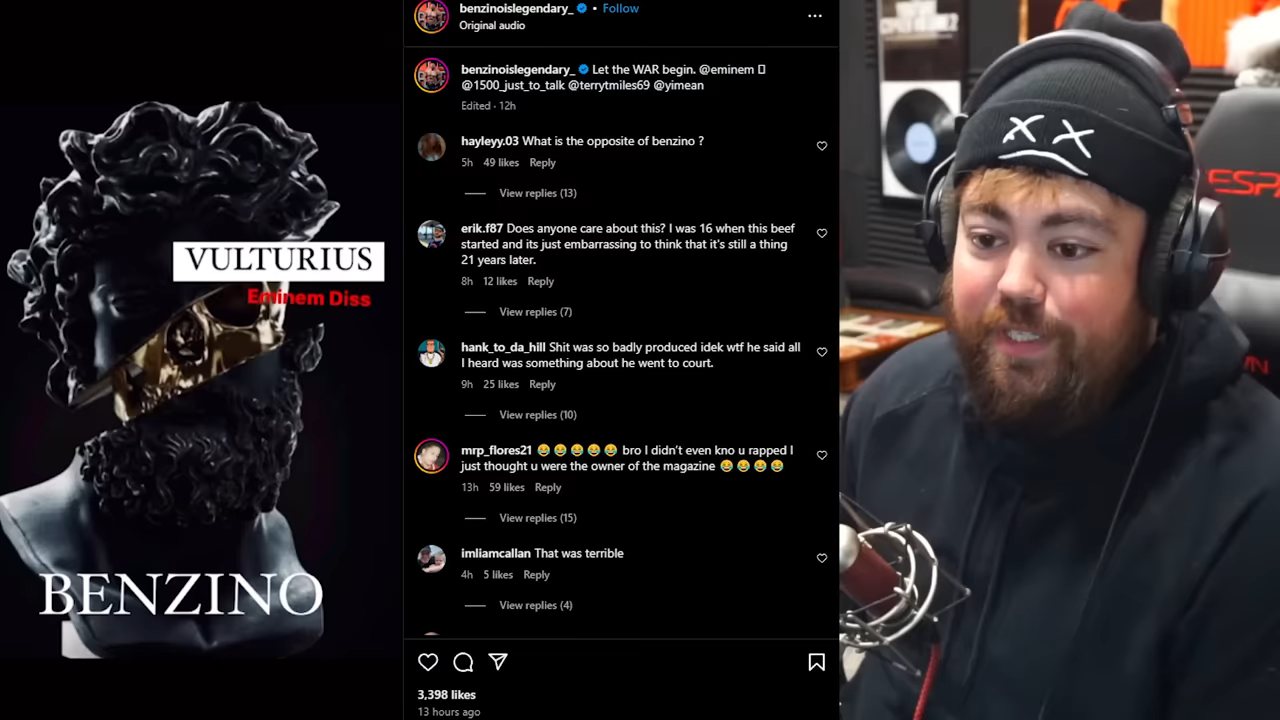 VULTURIUS
Eminem Diss
BENZINO
benzinoislegendary_ • Follow
Original audio
benzinoislegendary_ Let the WAR begin. @eminem
@1500_just_to_talk @terrytmiles69 @yimean
Edited · 12h
hayleyy.03 What is the opposite of benzino ?
5h 49 likes Reply
View replies (13)
erik.f87 Does anyone care about this? I was 16 when this beef
started and its just embarrassing to think that it's still a thing
21 years later.
8h 12 likes Reply
View replies (7)
hank_to_da_hill Shit was so badly produced idek wtf he said all
I heard was something about he went to court.
9h 25 likes Reply
View replies (10)
mrp_flores21 😂😂😂😂😂 bro I didn't even kno u rapped I
just thought u were the owner of the magazine 😂😂😂😂
13h 59 likes Reply
View replies (15)
imliamcallan That was terrible
4h 5 likes Reply
View replies (4)
3,398 likes
13 hours ago